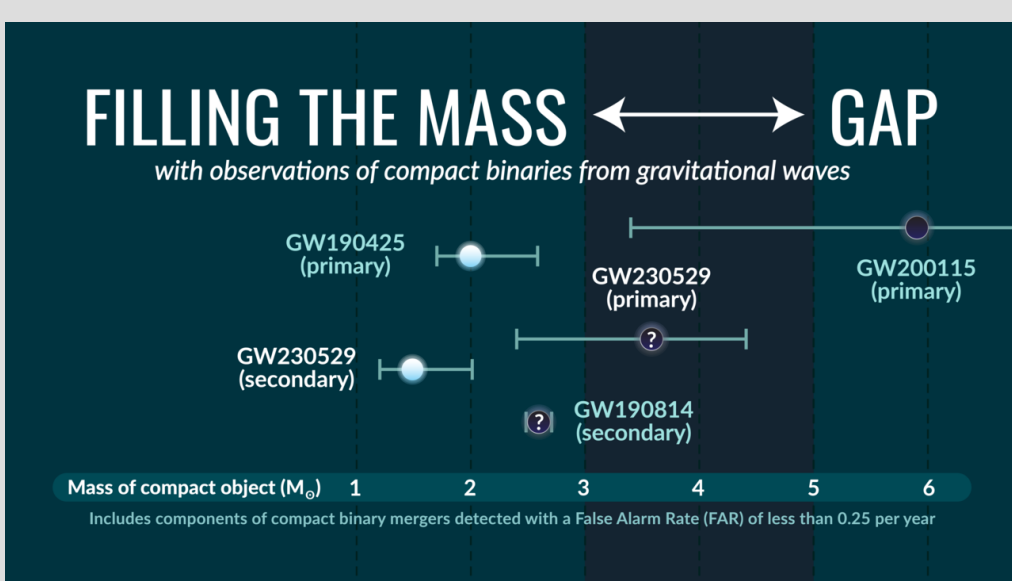 FILLING THE MASS GAP
with observations of compact binaries from gravitational waves
GW190425
(primary)
GW230529
(primary)
GW200115
(primary)
?
GW230529
(secondary)
?
GW190814
(secondary)
Mass of compact object (M⊙) 1 2 3 4 5 6
Includes components of compact binary mergers detected with a False Alarm Rate (FAR) of less than 0.25 per year